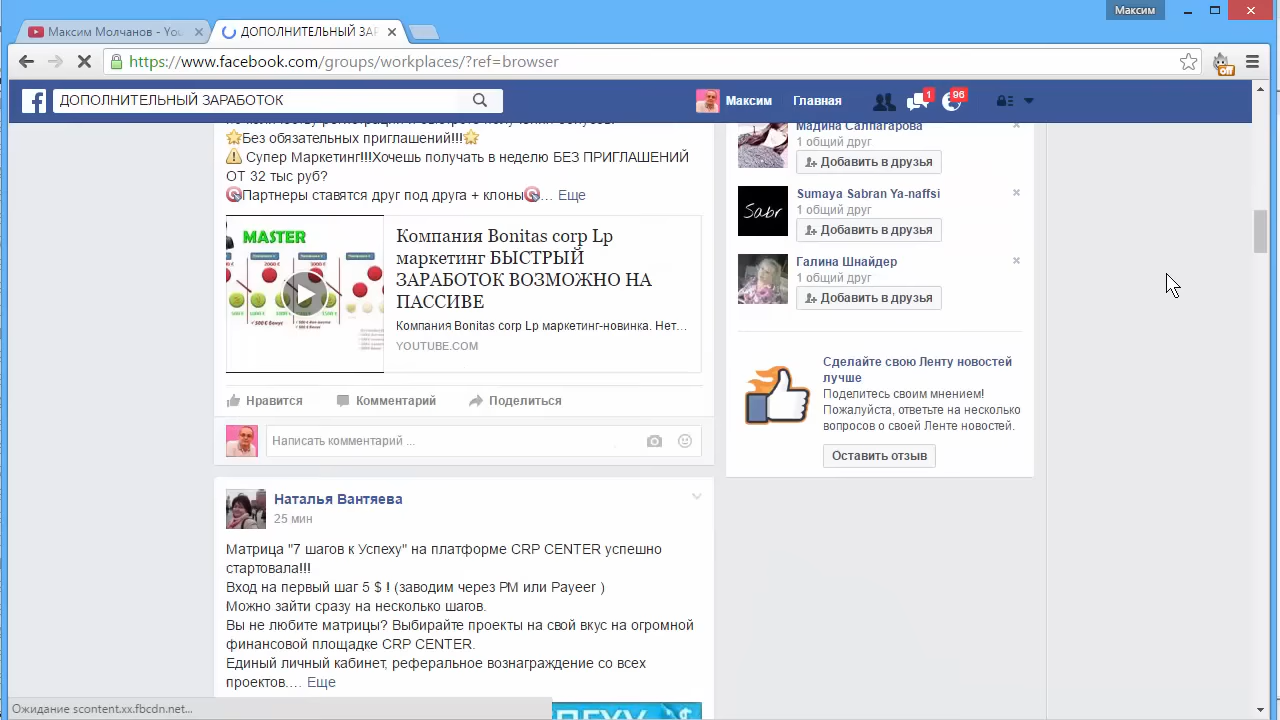 Максим
Максим Молчанов - You
ДОПОЛНИТЕЛЬНЫЙ ЗАР
https://www.facebook.com/groups/workplaces/?ref=browser
off
ДОПОЛНИТЕЛЬНЫЙ ЗАРАБОТОК
Максим
Главная
1
96
Без обязательных приглашений!!!
Супер Маркетинг!!!Хочешь получать в неделю БЕЗ ПРИГЛАШЕНИЙ
ОТ 32 тыс руб?
Партнеры ставятся друг под друга + клоны... Еще
MASTER
Компания Bonitas corp Lp
маркетинг БЫСТРЫЙ
ЗАРАБОТОК ВОЗМОЖНО НА
ПАССИВЕ
Компания Bonitas corp Lp маркетинг-новинка. Нет...
YOUTUBE.COM
Нравится
Комментарий
Поделиться
Написать комментарий ...
Наталья Вантяева
25 мин
Матрица "7 шагов к Успеху" на платформе CRP CENTER успешно
стартовала!!!
Вход на первый шаг 5 $ ! (заводим через PM или Payeer )
Можно зайти сразу на несколько шагов.
Вы не любите матрицы? Выбирайте проекты на свой вкус на огромной
финансовой площадке CRP CENTER.
Единый личный кабинет, реферальное вознаграждение со всех
проектов.... Еще
Мадина Салпагарова
1 общий друг
Добавить в друзья
Sabr
Sumaya Sabran Ya-naffsi
1 общий друг
Добавить в друзья
Галина Шнайдер
1 общий друг
Добавить в друзья
Сделайте свою Ленту новостей
лучше
Поделитесь своим мнением!
Пожалуйста, ответьте на несколько
вопросов о своей Ленте новостей.
Оставить отзыв
Ожидание scontent.xx.fbcdn.net...